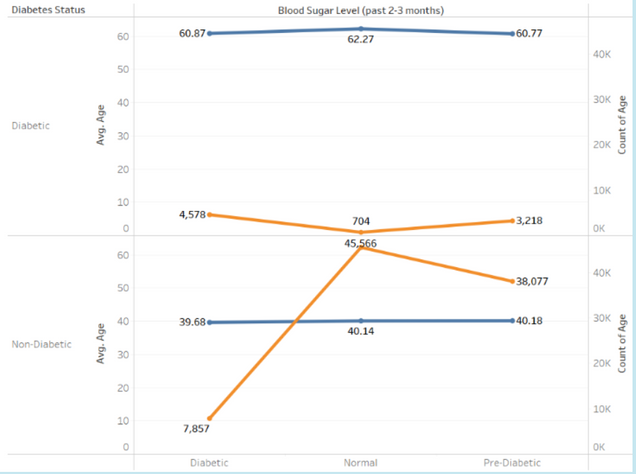 Diabetes Status
Blood Sugar Level (past 2-3 months)
Diabetic
Avg. Age
60
50
40
30
20
10
0
60.87
62.27
60.77
4,578
704
3,218
40K
30K
20K
10K
0K
Count of Age
Non-Diabetic
Avg. Age
60
50
40
30
20
10
0
45,566
38,077
39.68
40.14
40.18
7,857
40K
30K
20K
10K
0K
Count of Age
Diabetic
Normal
Pre-Diabetic